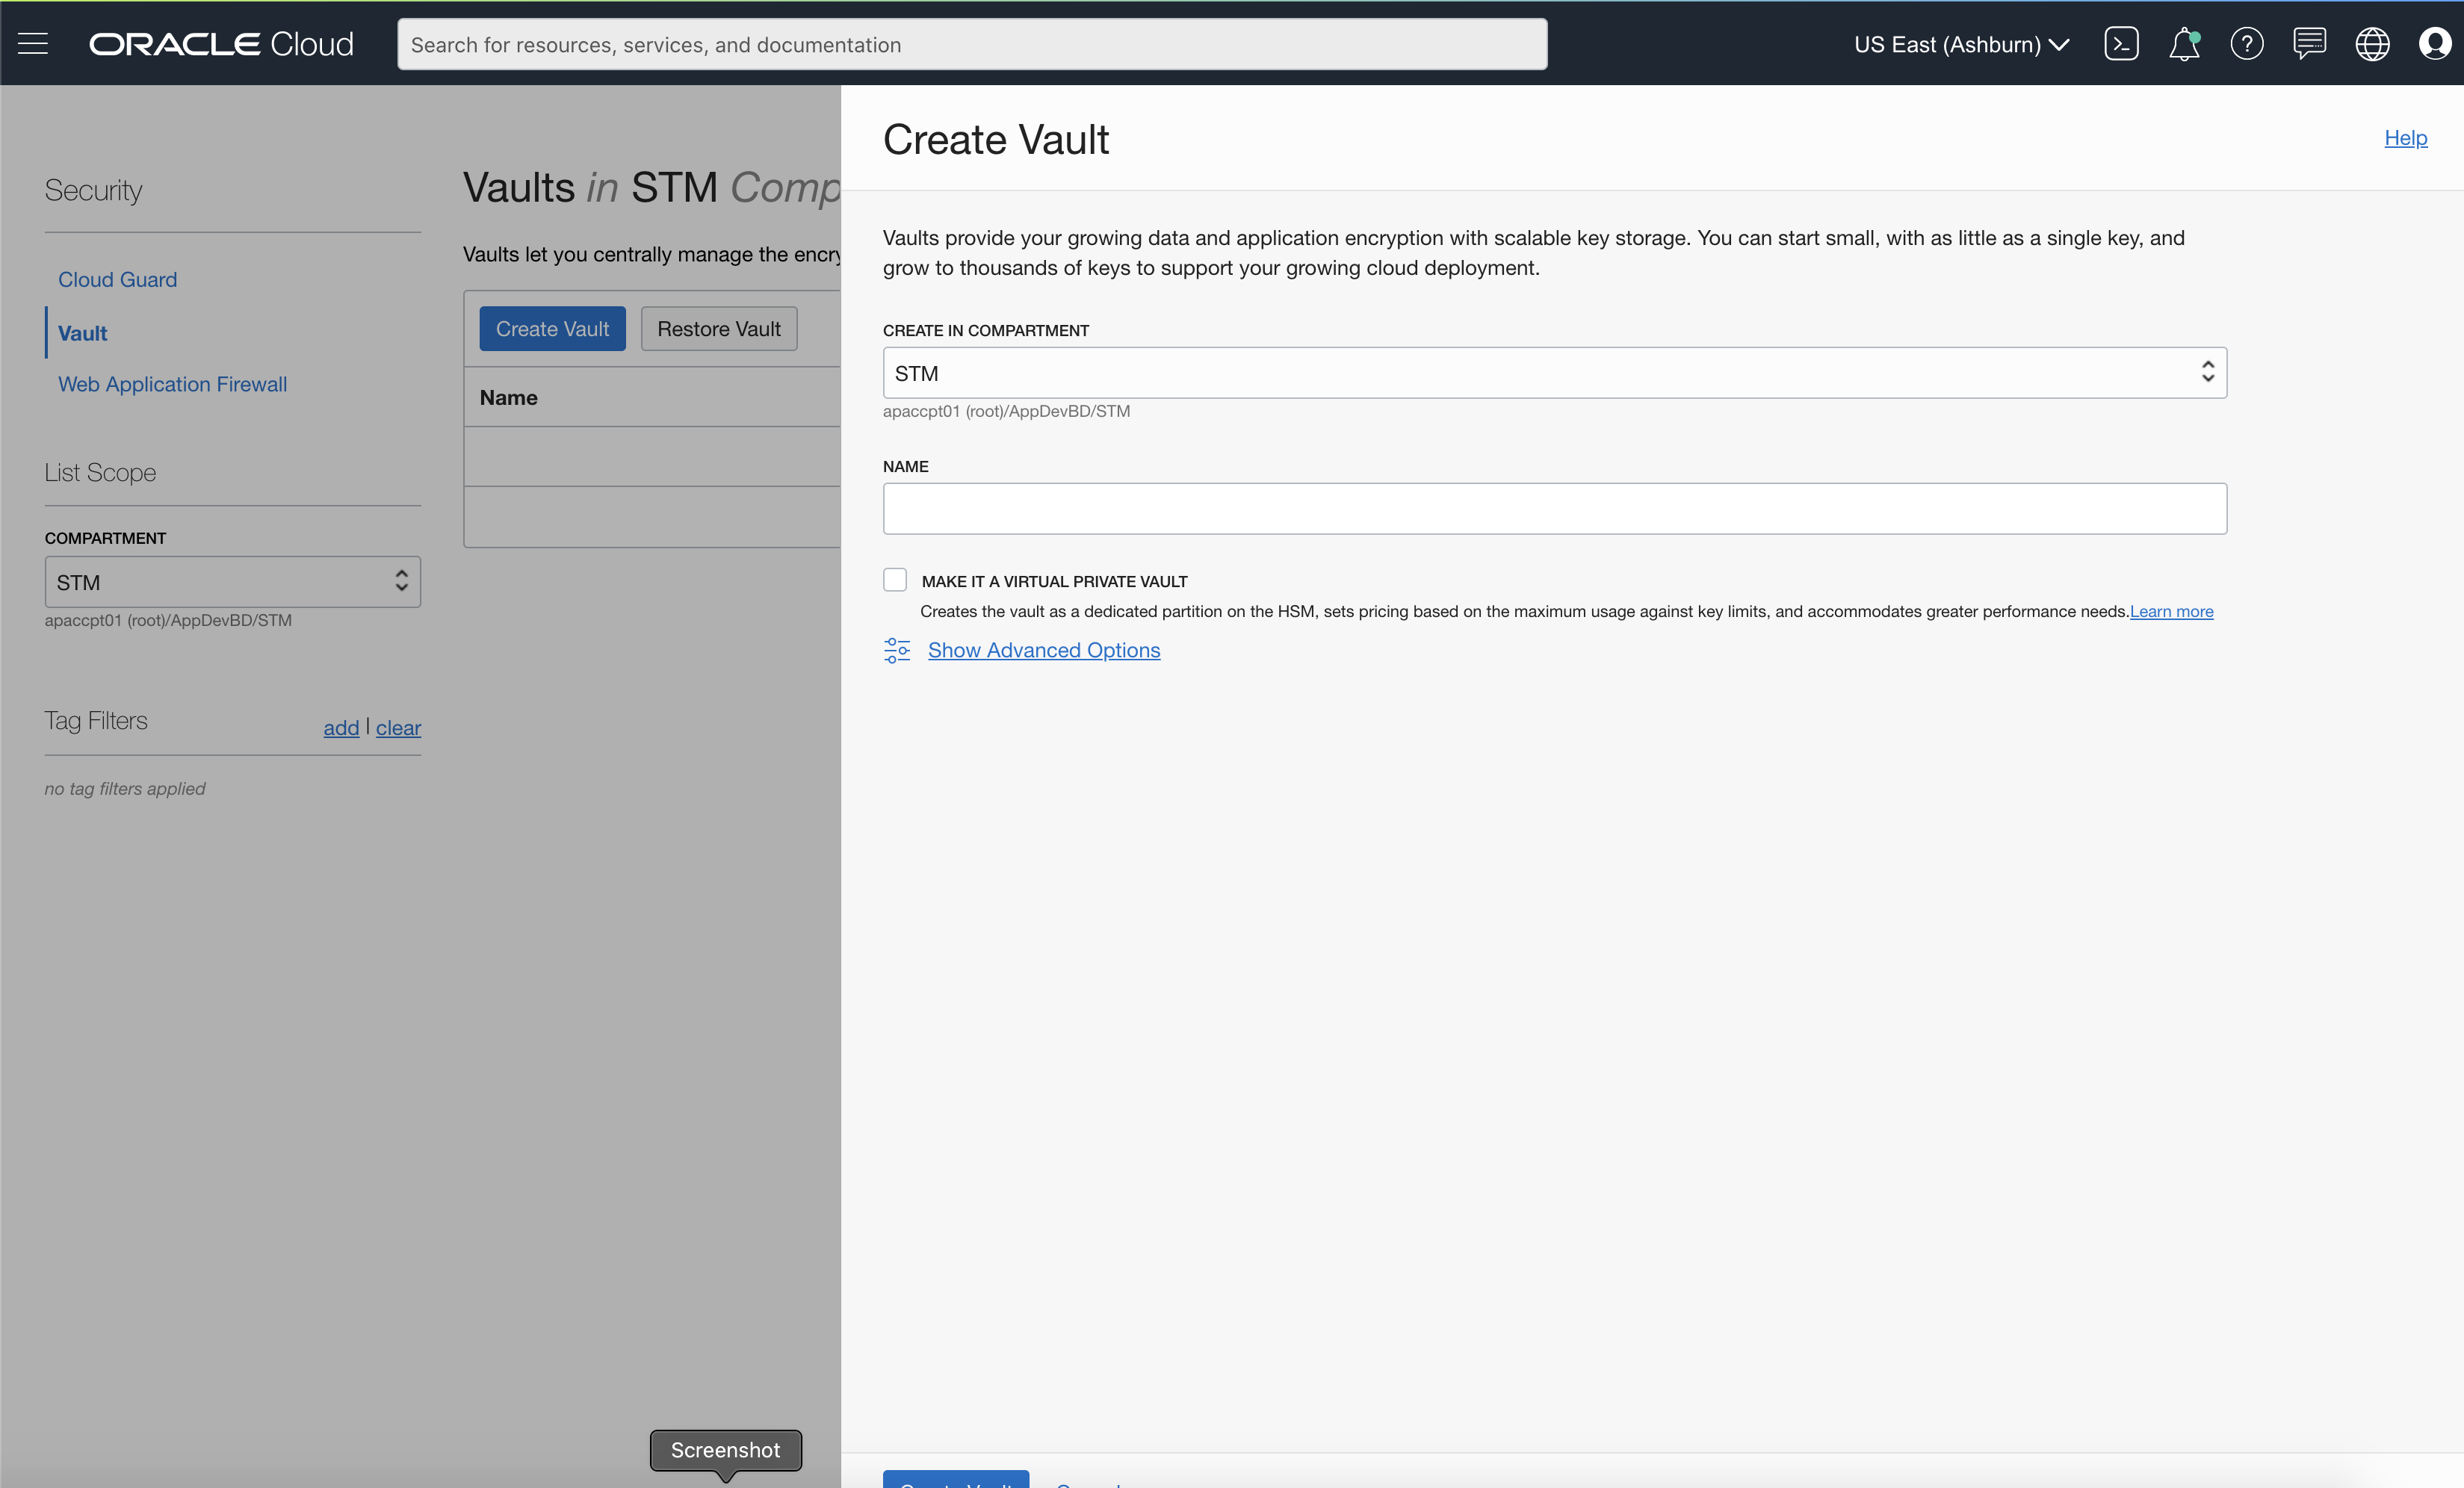 ORACLE Cloud
Search for resources, services, and documentation
US East (Ashburn)
Security
Cloud Guard
Vault
Web Application Firewall
List Scope
COMPARTMENT
STM
apaccpt01 (root)/AppDevBD/STM
Tag Filters
add | clear
no tag filters applied
Vaults in STM Comp
Vaults let you centrally manage the encry
Create Vault
Restore Vault
Name
Create Vault
Help
Vaults provide your growing data and application encryption with scalable key storage. You can start small, with as little as a single key, and
grow to thousands of keys to support your growing cloud deployment.
CREATE IN COMPARTMENT
STM
apaccpt01 (root)/AppDevBD/STM
NAME
MAKE IT A VIRTUAL PRIVATE VAULT
Creates the vault as a dedicated partition on the HSM, sets pricing based on the maximum usage against key limits, and accommodates greater performance needs.Learn more
Show Advanced Options
Screenshot